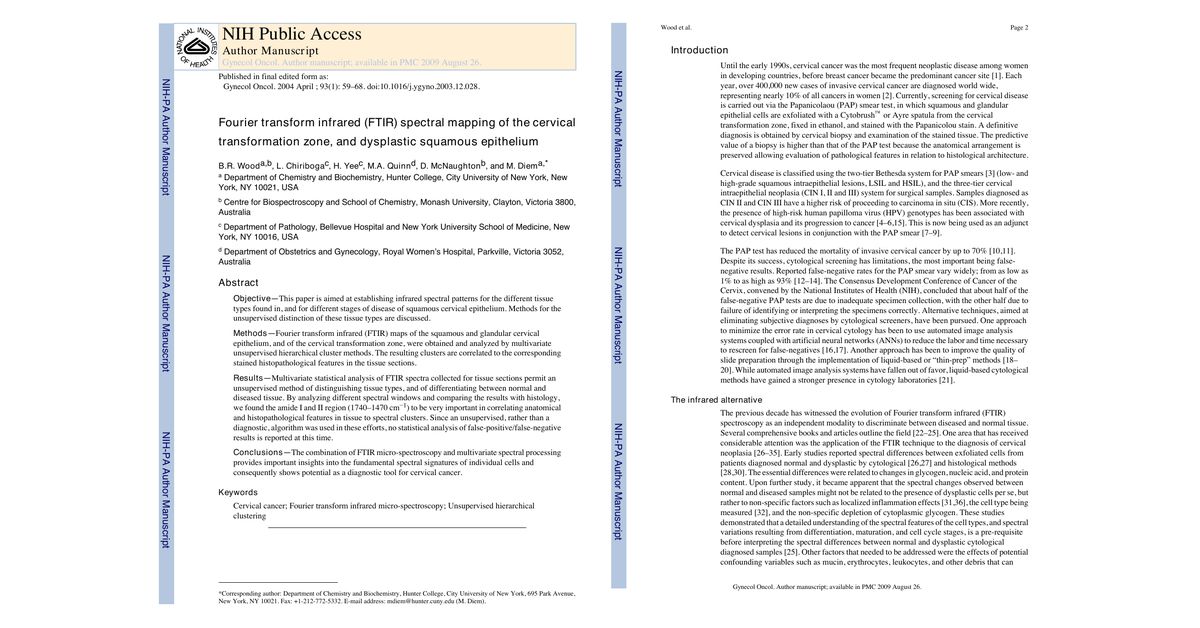 NATIONAL INSTITUTES
OF HEALTH
NIH Public Access
Author Manuscript
Gynecol Oncol. Author manuscript; available in PMC 2009 August 26.
Published in final edited form as:
Gynecol Oncol. 2004 April ; 93(1): 59–68. doi:10.1016/j.ygyno.2003.12.028.
Fourier transform infrared (FTIR) spectral mapping of the cervical
transformation zone, and dysplastic squamous epithelium
B.R. Wooda,b, L. Chiribogac, H. Yeec, M.A. Quinnd, D. McNaughtonb, and M. Diema,*
a Department of Chemistry and Biochemistry, Hunter College, City University of New York, New
York, NY 10021, USA
b Centre for Biospectroscopy and School of Chemistry, Monash University, Clayton, Victoria 3800,
Australia
c Department of Pathology, Bellevue Hospital and New York University School of Medicine, New
York, NY 10016, USA
d Department of Obstetrics and Gynecology, Royal Women's Hospital, Parkville, Victoria 3052,
Australia
Abstract
Objective—This paper is aimed at establishing infrared spectral patterns for the different tissue
types found in, and for different stages of disease of squamous cervical epithelium. Methods for the
unsupervised distinction of these tissue types are discussed.
Methods—Fourier transform infrared (FTIR) maps of the squamous and glandular cervical
epithelium, and of the cervical transformation zone, were obtained and analyzed by multivariate
unsupervised hierarchical cluster methods. The resulting clusters are correlated to the corresponding
stained histopathological features in the tissue sections.
Results—Multivariate statistical analysis of FTIR spectra collected for tissue sections permit an
unsupervised method of distinguishing tissue types, and of differentiating between normal and
diseased tissue. By analyzing different spectral windows and comparing the results with histology,
we found the amide I and II region (1740–1470 cm−1) to be very important in correlating anatomical
and histopathological features in tissue to spectral clusters. Since an unsupervised, rather than a
diagnostic, algorithm was used in these efforts, no statistical analysis of false-positive/false-negative
results is reported at this time.
Conclusions—The combination of FTIR micro-spectroscopy and multivariate spectral processing
provides important insights into the fundamental spectral signatures of individual cells and
consequently shows potential as a diagnostic tool for cervical cancer.
Keywords
Cervical cancer; Fourier transform infrared micro-spectroscopy; Unsupervised hierarchical
clustering
*Corresponding author: Department of Chemistry and Biochemistry, Hunter College, City University of New York, 695 Park Avenue,
New York, NY 10021. Fax: +1-212-772-5332. E-mail address: mdiem@hunter.cuny.edu (M. Diem).
NIH-PA Author Manuscript
NIH-PA Author Manuscript
NIH-PA Author Manuscript
Wood et al.
Page 2
Introduction
Until the early 1990s, cervical cancer was the most frequent neoplastic disease among women
in developing countries, before breast cancer became the predominant cancer site [1]. Each
year, over 400,000 new cases of invasive cervical cancer are diagnosed world wide,
representing nearly 10% of all cancers in women [2]. Currently, screening for cervical disease
is carried out via the Papanicolaou (PAP) smear test, in which squamous and glandular
epithelial cells are exfoliated with a Cytobrush™ or Ayre spatula from the cervical
transformation zone, fixed in ethanol, and stained with the Papanicolou stain. A definitive
diagnosis is obtained by cervical biopsy and examination of the stained tissue. The predictive
value of a biopsy is higher than that of the PAP test because the anatomical arrangement is
preserved allowing evaluation of pathological features in relation to histological architecture.
Cervical disease is classified using the two-tier Bethesda system for PAP smears [3] (low- and
high-grade squamous intraepithelial lesions, LSIL and HSIL), and the three-tier cervical
intraepithelial neoplasia (CIN I, II and III) system for surgical samples. Samples diagnosed as
CIN II and CIN III have a higher risk of proceeding to carcinoma in situ (CIS). More recently,
the presence of high-risk human papilloma virus (HPV) genotypes has been associated with
cervical dysplasia and its progression to cancer [4–6,15]. This is now being used as an adjunct
to detect cervical lesions in conjunction with the PAP smear [7–9].
The PAP test has reduced the mortality of invasive cervical cancer by up to 70% [10,11].
Despite its success, cytological screening has limitations, the most important being false-
negative results. Reported false-negative rates for the PAP smear vary widely; from as low as
1% to as high as 93% [12–14]. The Consensus Development Conference of Cancer of the
Cervix, convened by the National Institutes of Health (NIH), concluded that about half of the
false-negative PAP tests are due to inadequate specimen collection, with the other half due to
failure of identifying or interpreting the specimens correctly. Alternative techniques, aimed at
eliminating subjective diagnoses by cytological screeners, have been pursued. One approach
to minimize the error rate in cervical cytology has been to use automated image analysis
systems coupled with artificial neural networks (ANNs) to reduce the labor and time necessary
to rescreen for false-negatives [16,17]. Another approach has been to improve the quality of
slide preparation through the implementation of liquid-based or "thin-prep" methods [18–
20]. While automated image analysis systems have fallen out of favor, liquid-based cytological
methods have gained a stronger presence in cytology laboratories [21].
The infrared alternative
The previous decade has witnessed the evolution of Fourier transform infrared (FTIR)
spectroscopy as an independent modality to discriminate between diseased and normal tissue.
Several comprehensive books and articles outline the field [22–25]. One area that has received
considerable attention was the application of the FTIR technique to the diagnosis of cervical
neoplasia [26–35]. Early studies reported spectral differences between exfoliated cells from
patients diagnosed normal and dysplastic by cytological [26,27] and histological methods
[28,30]. The essential differences were related to changes in glycogen, nucleic acid, and protein
content. Upon further study, it became apparent that the spectral changes observed between
normal and diseased samples might not be related to the presence of dysplastic cells per se, but
rather to non-specific factors such as localized inflammation effects [31,36], the cell type being
measured [32], and the non-specific depletion of cytoplasmic glycogen. These studies
demonstrated that a detailed understanding of the spectral features of the cell types, and spectral
variations resulting from differentiation, maturation, and cell cycle stages, is a pre-requisite
before interpreting the spectral differences between normal and dysplastic cytological
diagnosed samples [25]. Other factors that needed to be addressed were the effects of potential
confounding variables such as mucin, erythrocytes, leukocytes, and other debris that can
Gynecol Oncol. Author manuscript; available in PMC 2009 August 26.
NIH-PA Author Manuscript
NIH-PA Author Manuscript
NIH-PA Author Manuscript